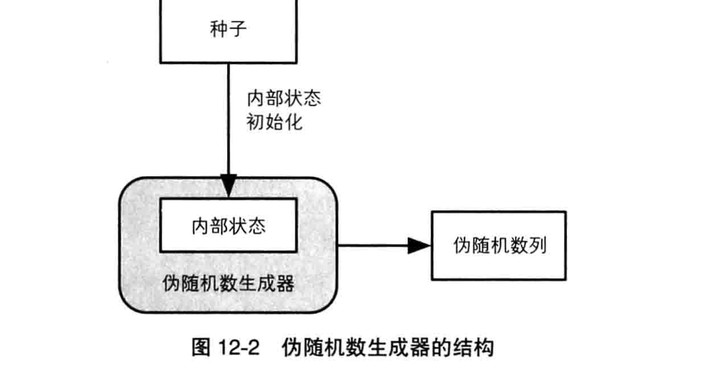 种子
内部状态
初始化
内部状态
伪随机数生成器
伪随机数列
图 12-2 伪随机数生成器的结构